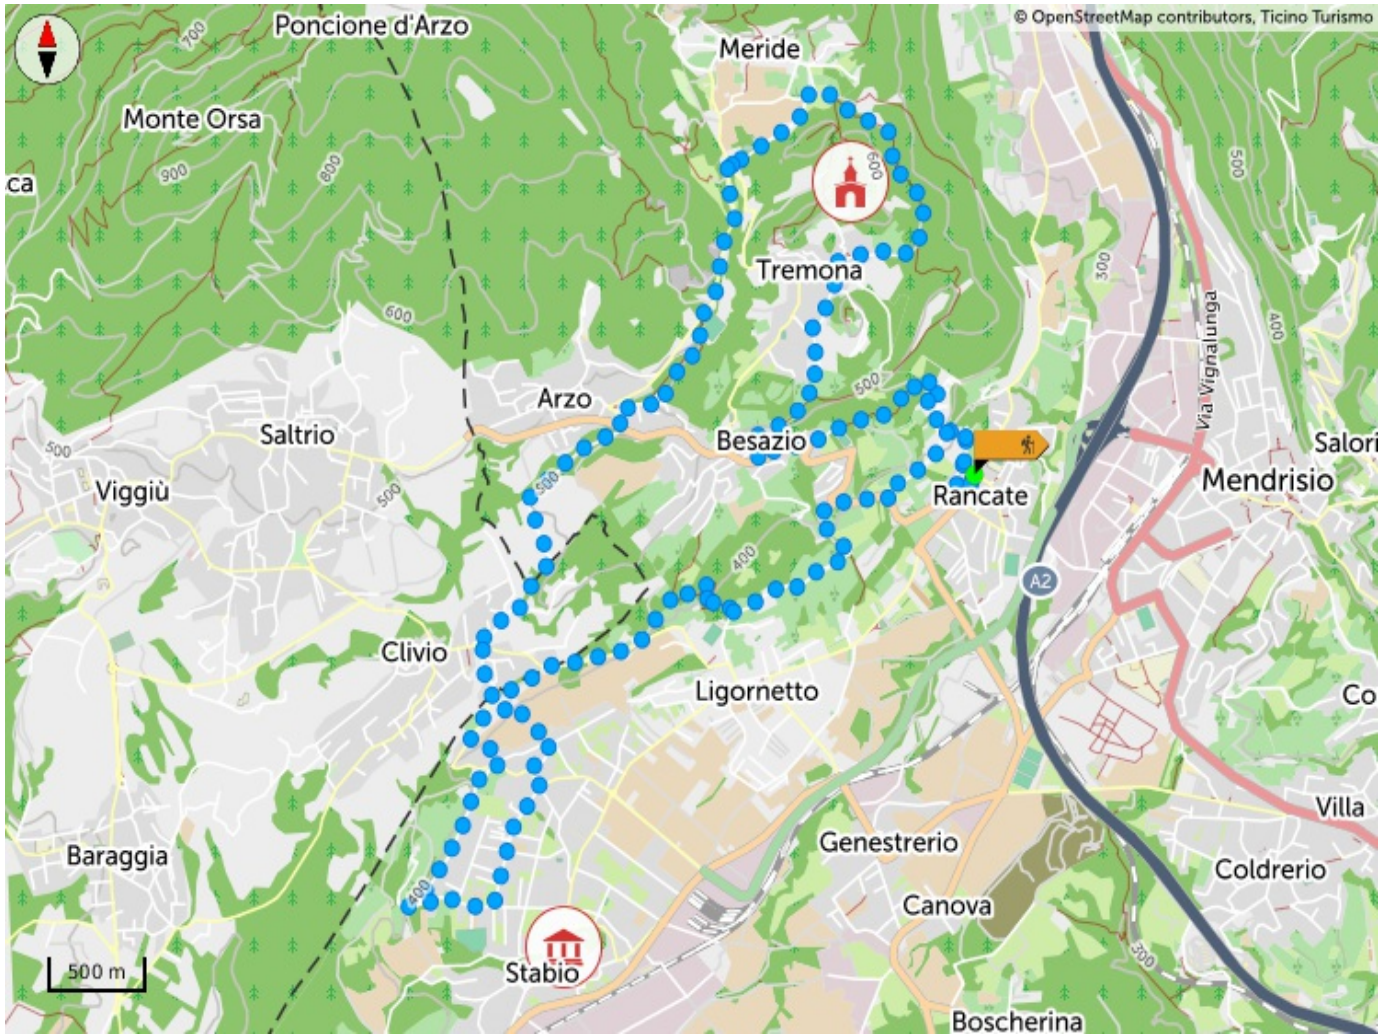 © OpenStreetMap contributors, Ticino Turismo
Poncione d'Arzo
700
Meride
Monte Orsa
800
900
ca
600
500
300
Tremona
400
600
Via Vignalunga
500
Arzo
Saltrio
Besazio
Salori
500
Viggiù
500
500
Rancate
Mendrisio
400
A2
Clivio
Ligornetto
Co
Villa
Genestrerio
Baraggia
Coldrerio
400
Canova
300
500 m
Stabio
Boscherina